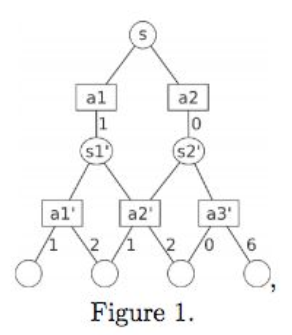 s
a1 a2
1 0
s1' s2'
a1' a2' a3'
1 2 1 2 0 6
,
Figure 1.